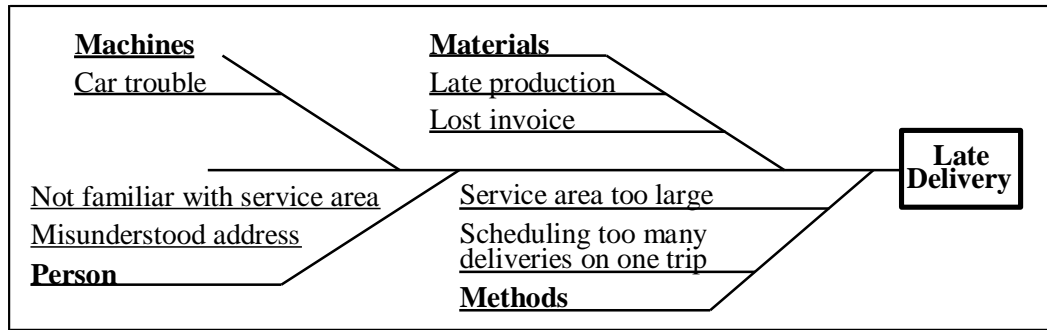 Machines
Car trouble
Materials
Late production
Lost invoice
Late
Delivery
Not familiar with service area
Misunderstood address
Person
Service area too large
Scheduling too many
deliveries on one trip
Methods